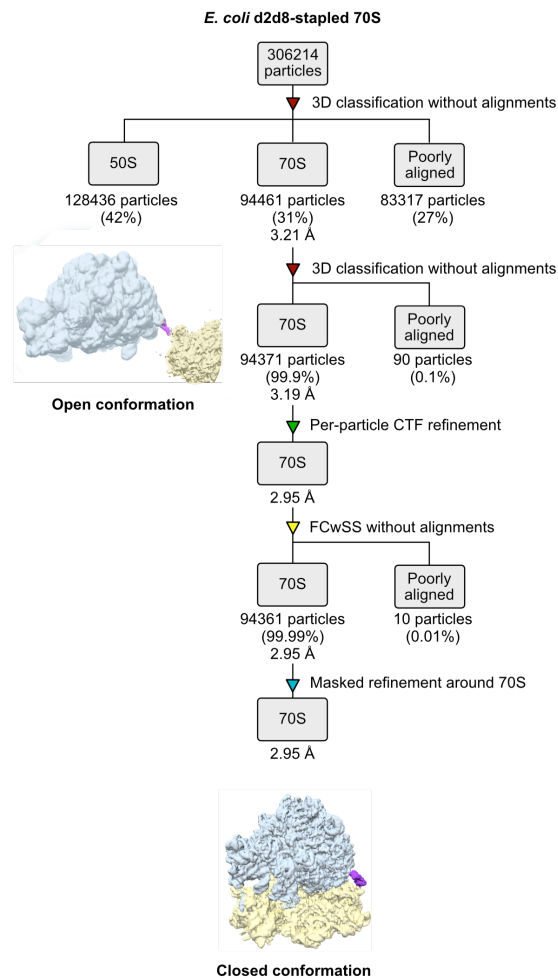 E. coli d2d8-stapled 70S
306214
particles
3D classification without alignments
50S
70S
Poorly
aligned
128436 particles
(42%)
94461 particles
(31%)
3.21 Å
83317 particles
(27%)
3D classification without alignments
70S
Poorly
aligned
94371 particles
(99.9%)
3.19 Å
90 particles
(0.1%)
Open conformation
Per-particle CTF refinement
70S
2.95 Å
FCwSS without alignments
70S
Poorly
aligned
94361 particles
(99.99%)
2.95 Å
10 particles
(0.01%)
Masked refinement around 70S
70S
2.95 Å
Closed conformation